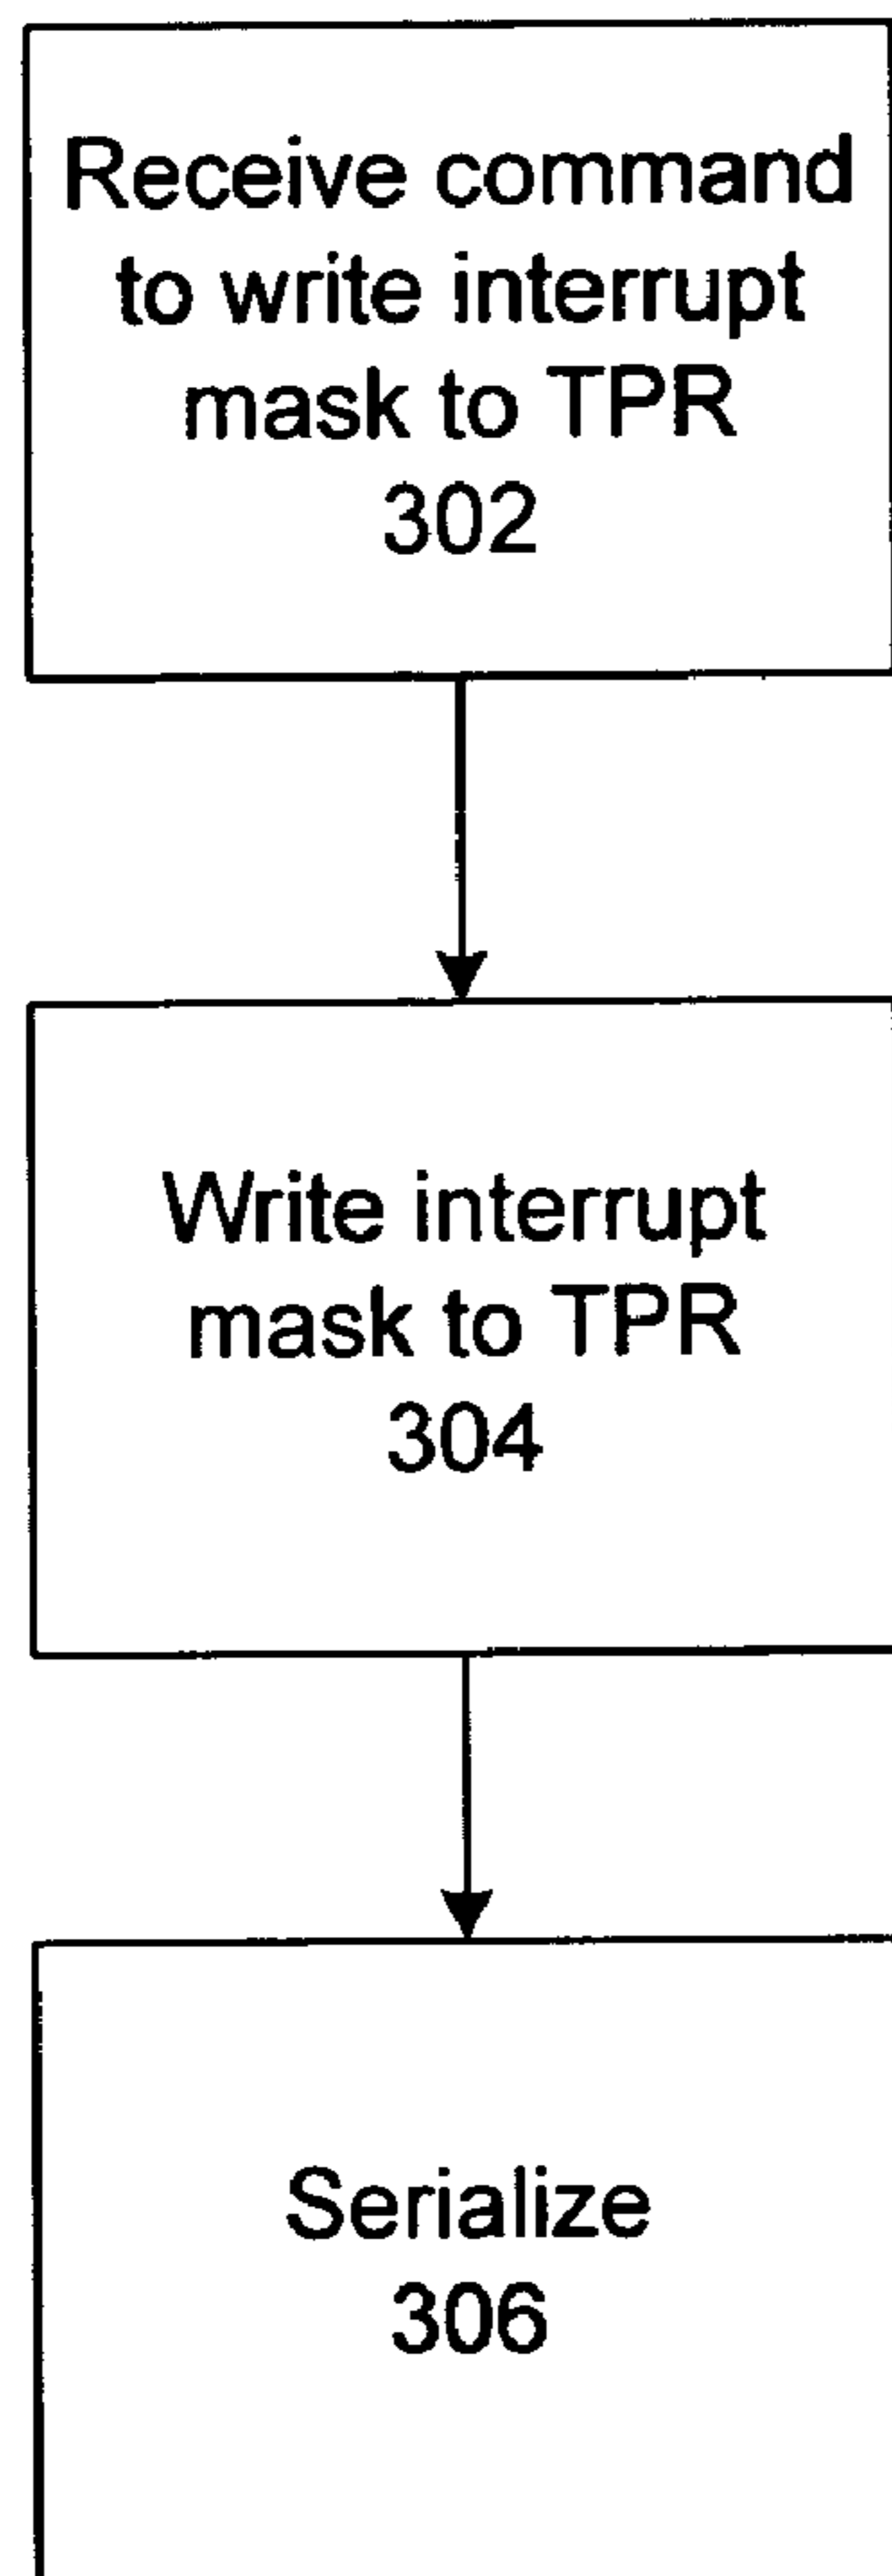 Receive command
to write interrupt
mask to TPR
302
Write interrupt
mask to TPR
304
Serialize
306